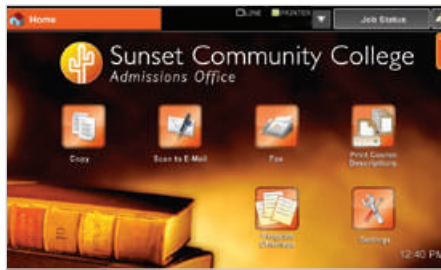 Home
LINE PRINTER Job Status
Sunset Community College
Admissions Office
Copy Scan to E-Mail Fax Print Course
Descriptions
Settings
12:40 PM